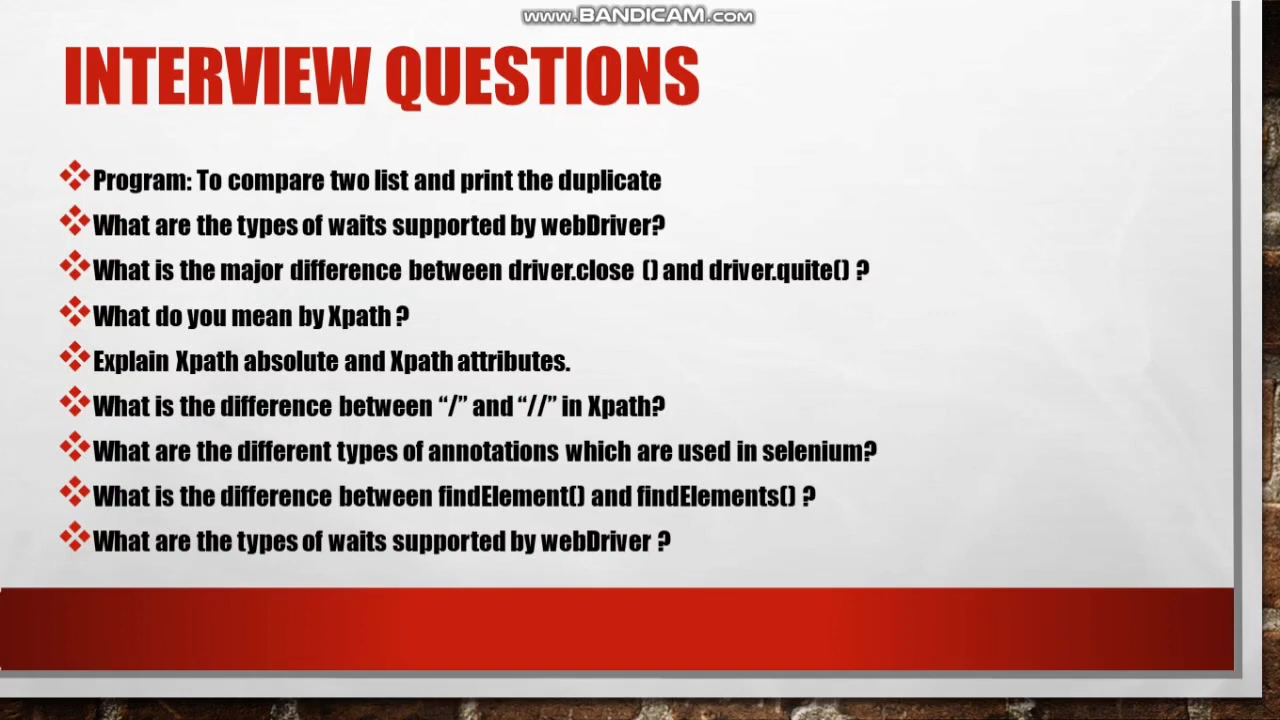 www.BANDICAM.com
INTERVIEW QUESTIONS
Program: To compare two list and print the duplicate
What are the types of waits supported by webDriver?
What is the major difference between driver.close () and driver.quite() ?
What do you mean by Xpath ?
Explain Xpath absolute and Xpath attributes.
What is the difference between “/” and “//” in Xpath?
What are the different types of annotations which are used in selenium?
What is the difference between findElement() and findElements() ?
What are the types of waits supported by webDriver ?